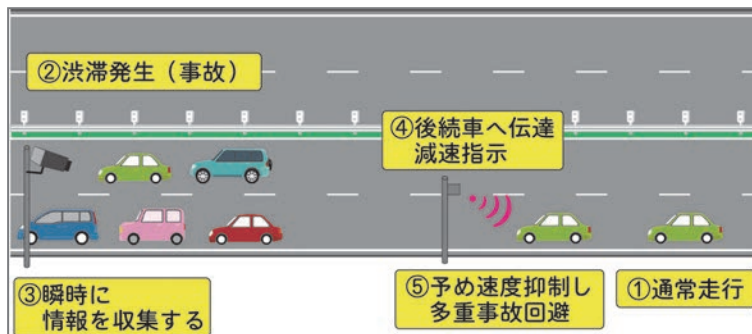 ②渋滞発生（事故）
④後続車へ伝達
減速指示
③瞬時に
情報を収集する
⑤予め速度抑制し
多重事故回避
①通常走行